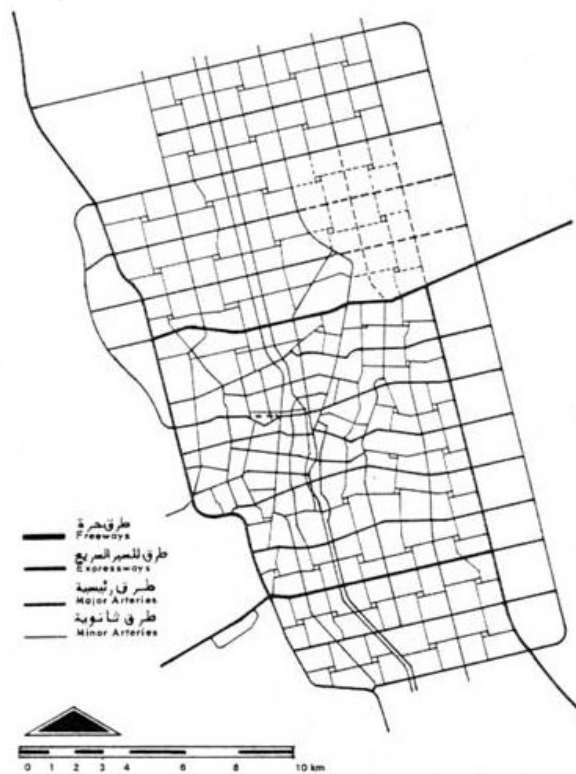 طرق حرة
Freeways
طرق للسير السريع
Expressways
طرق رئيسية
Major Arteries
طرق ثانوية
Minor Arteries
0 1 2 3 4 6 8 10 km